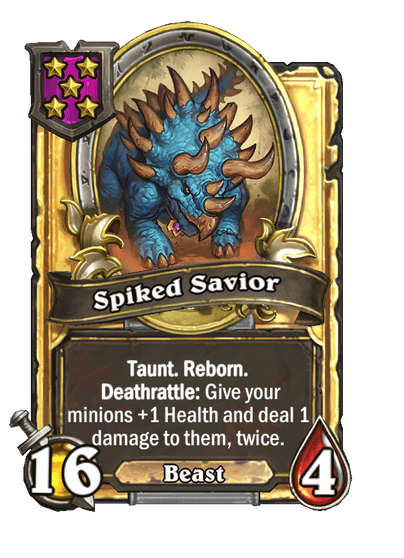 Spiked Savior
Taunt. Reborn.
Deathrattle: Give your
minions +1 Health and deal 1
damage to them, twice.
16
Beast
4